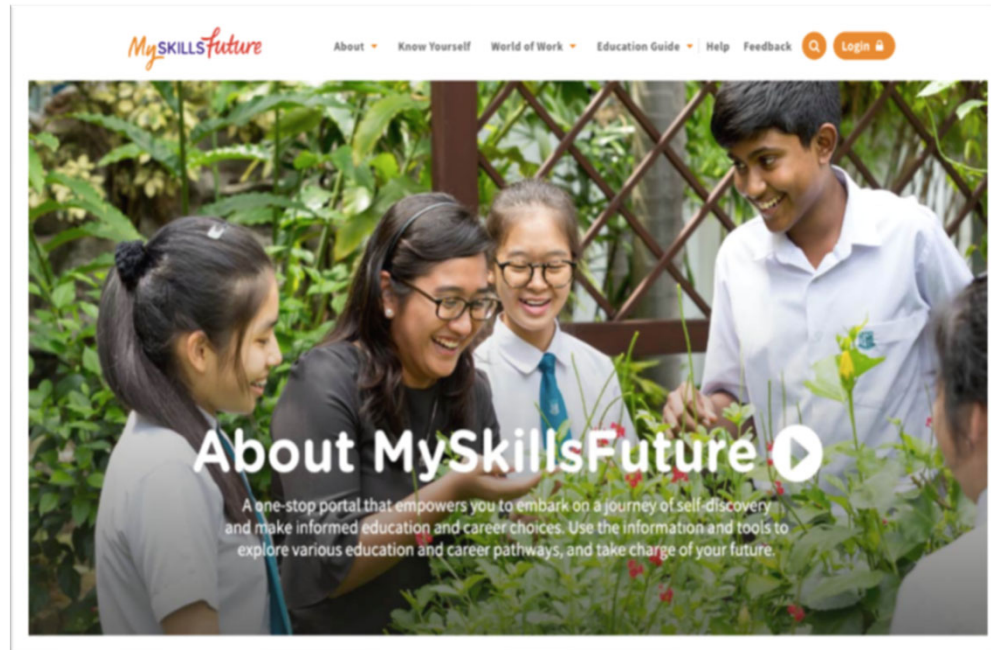 MySKILLSfuture
About
Know Yourself
World of Work
Education Guide
Help
Feedback
Login
About MySkillsFuture
A one-stop portal that empowers you to embark on a journey of self-discovery
and make informed education and career choices. Use the information and tools to
explore various education and career pathways, and take charge of your future.